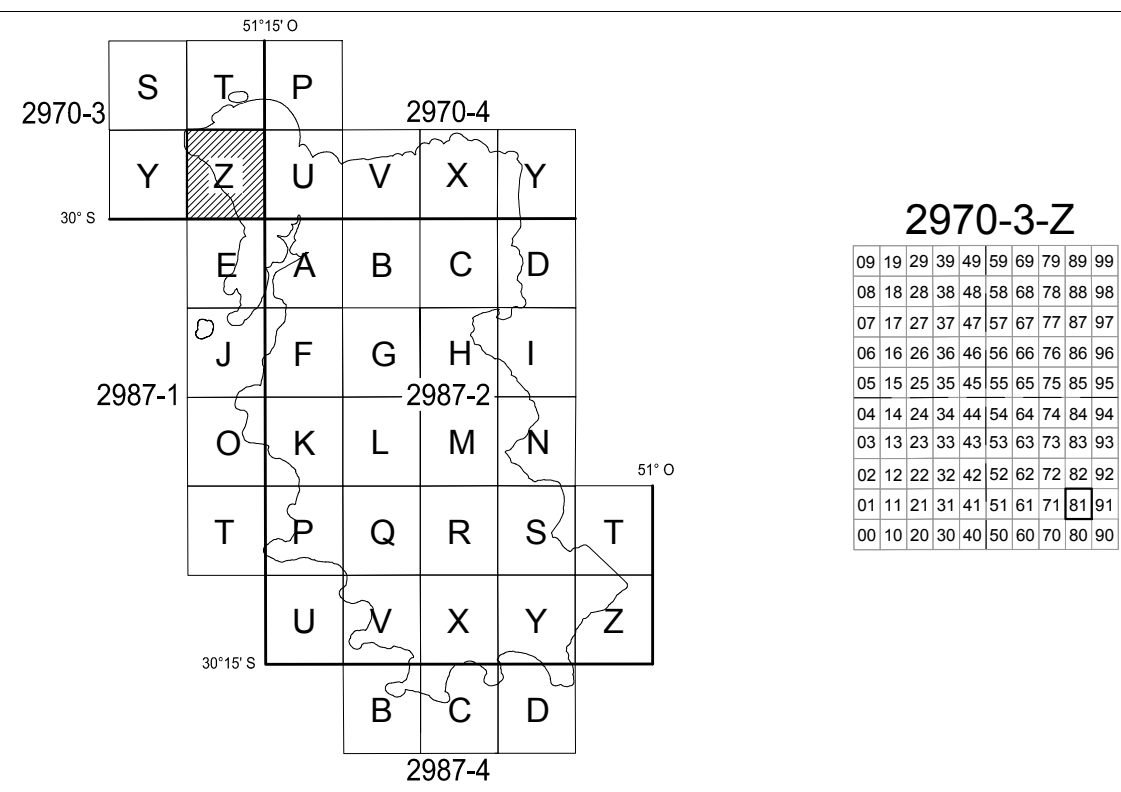 51°15' O
S T P
2970-3
2970-4
Y Z U V X Y
30° S
E A B C D
J F G H I
2987-1
2987-2
O K L M N
51° O
T P Q R S T
U V X Y Z
30°15' S
B C D
2987-4
2970-3-Z
09 19 29 39 49 59 69 79 89 99
08 18 28 38 48 58 68 78 88 98
07 17 27 37 47 57 67 77 87 97
06 16 26 36 46 56 66 76 86 96
05 15 25 35 45 55 65 75 85 95
04 14 24 34 44 54 64 74 84 94
03 13 23 33 43 53 63 73 83 93
02 12 22 32 42 52 62 72 82 92
01 11 21 31 41 51 61 71 81 91
00 10 20 30 40 50 60 70 80 90